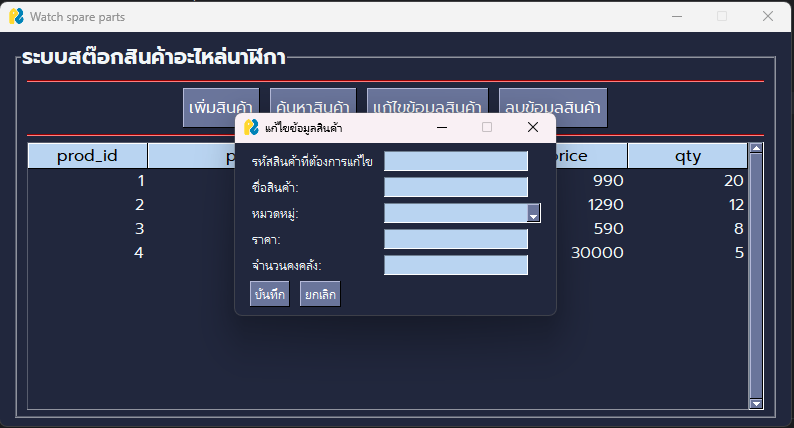 Watch spare parts
ระบบสต๊อกสินค้าอะไหล่นาฬิกา
เพิ่มสินค้า ค้นหาสินค้า แก้ไขข้อมูลสินค้า ลบข้อมูลสินค้า
แก้ไขข้อมูลสินค้า
prod_id qty
รหัสสินค้าที่ต้องการแก้ไข
1 990 20
ชื่อสินค้า:
2 1290 12
หมวดหมู่:
3 590 8
ราคา:
4 30000 5
จำนวนคงคลัง:
บันทึก ยกเลิก